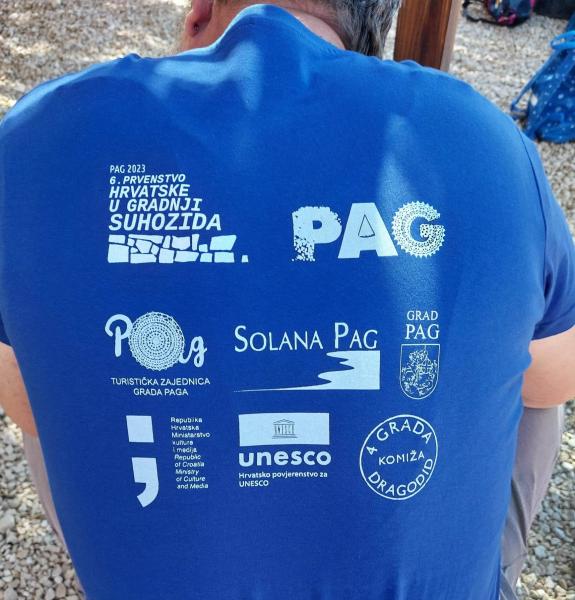 PAG 2023
6. PRVENSTVO
HRVATSKE
U GRADNJI
SUHOZIDA
PAG
Pag
TURISTIČKA ZAJEDNICA
GRADA PAGA
SOLANA PAG
GRAD
PAG
Republika
Hrvatska
Ministarstvo
kulture
i medija
Republic
of Croatia
Ministry
of Culture
and Media
UNESCO
unesco
Hrvatsko povjerenstvo za
UNESCO
4 GRADA
KOMIŽA
DRAGODID